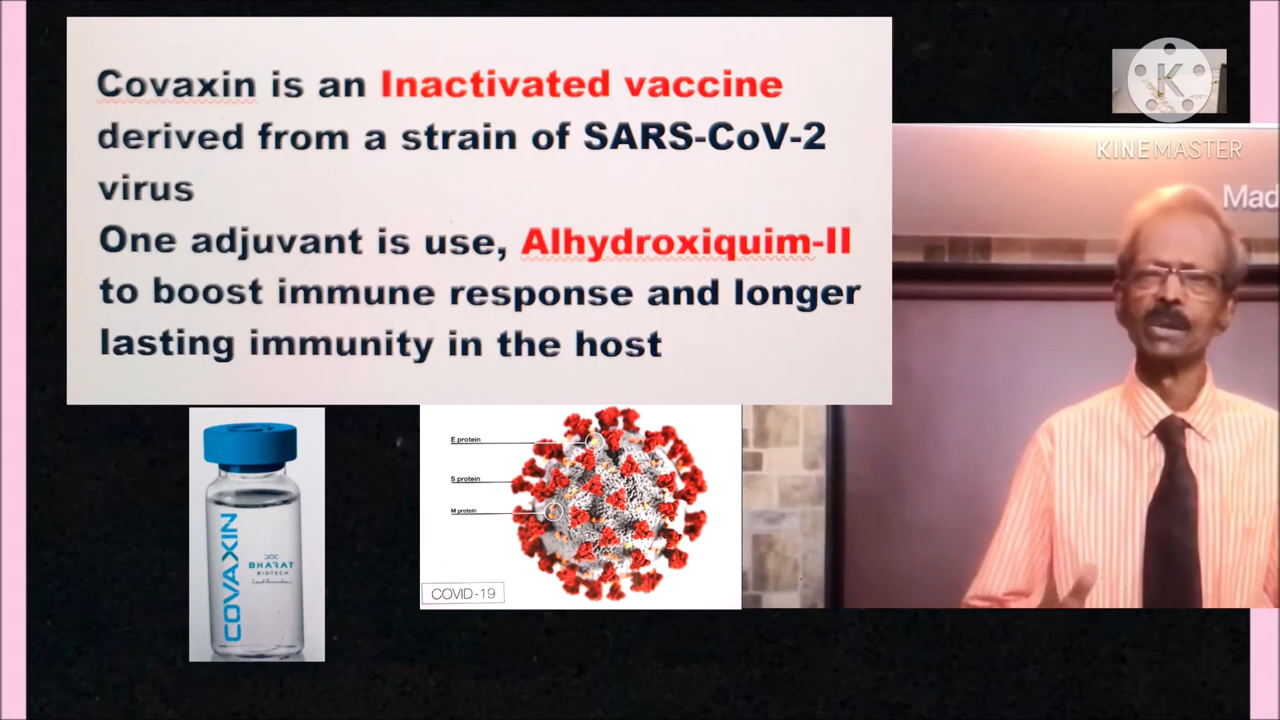 Covaxin is an Inactivated vaccine
derived from a strain of SARS-CoV-2
virus
One adjuvant is use, Alhydroxiquim-II
to boost immune response and longer
lasting immunity in the host
K
KINEMASTER
Mad
E protein
S protein
M protein
COVID-19
COVAXIN
BHARAT
BIOTECH